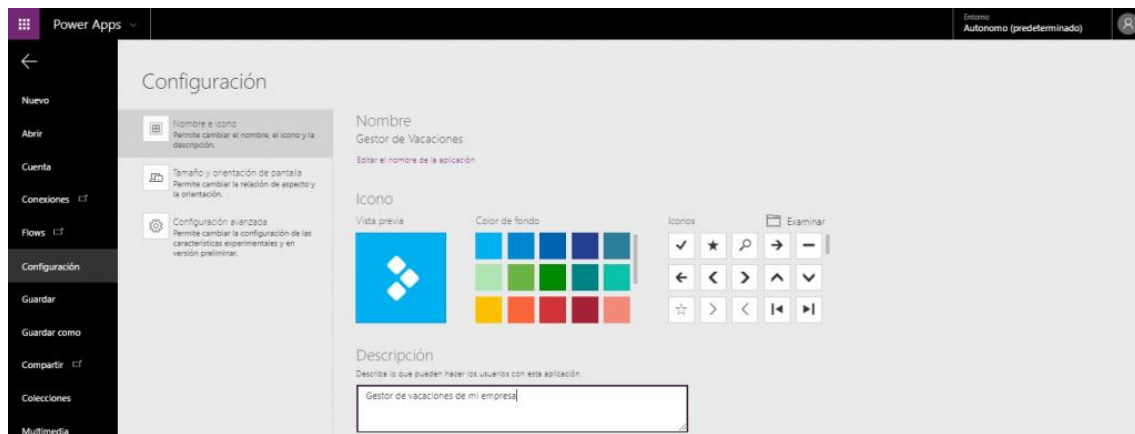 Power Apps
Entorno
Autonomo (predeterminado)
Nuevo
Abrir
Cuenta
Conexiones
Flows
Configuración
Guardar
Guardar como
Compartir
Colecciones
Multimedia
Configuración
Nombre e icono
Permite cambiar el nombre, el icono y la
descripción.
Tamaño y orientación de pantalla
Permite cambiar la relación de aspecto y
la orientación.
Configuración avanzada
Permite cambiar la configuración de las
características experimentales y en
versión preliminar.
Nombre
Gestor de Vacaciones
Editar el nombre de la aplicación
Icono
Vista previa
Color de fondo
Iconos
Examinar
Descripción
Describa lo que pueden hacer los usuarios con esta aplicación.
Gestor de vacaciones de mi empresa